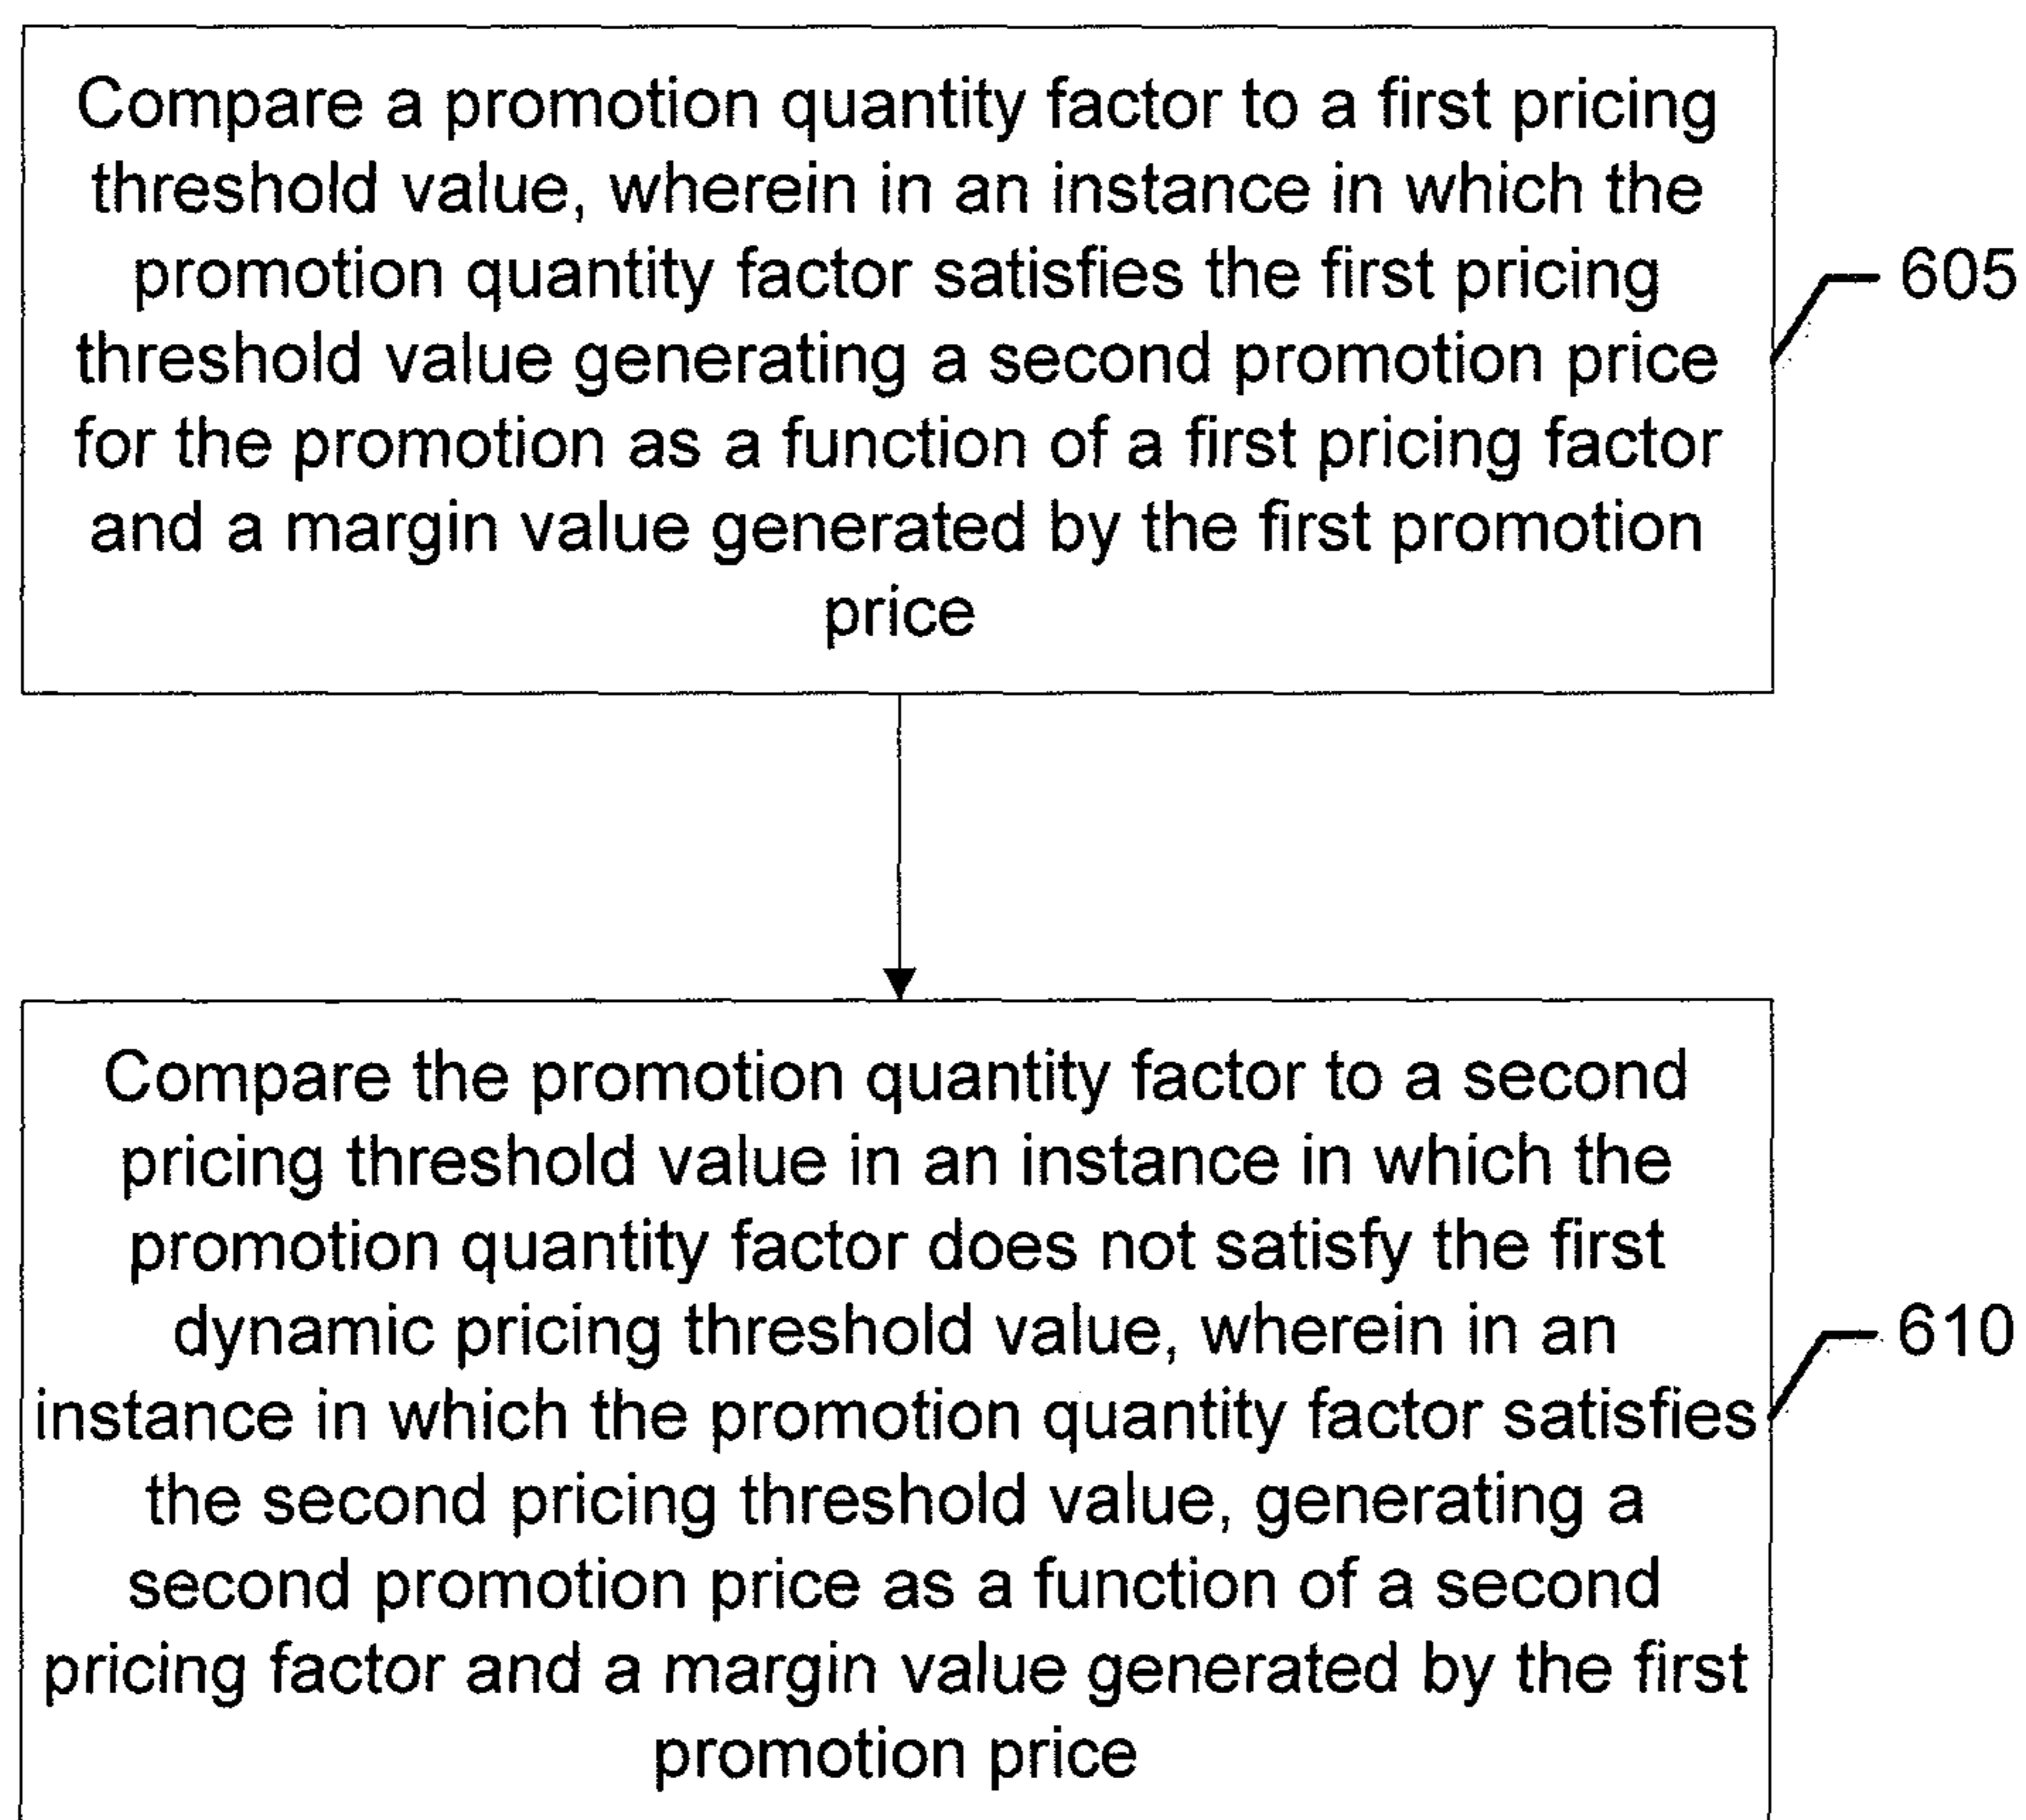 Compare a promotion quantity factor to a first pricing
threshold value, wherein in an instance in which the
promotion quantity factor satisfies the first pricing
threshold value generating a second promotion price
for the promotion as a function of a first pricing factor
and a margin value generated by the first promotion
price
605
Compare the promotion quantity factor to a second
pricing threshold value in an instance in which the
promotion quantity factor does not satisfy the first
dynamic pricing threshold value, wherein in an
instance in which the promotion quantity factor satisfies
the second pricing threshold value, generating a
second promotion price as a function of a second
pricing factor and a margin value generated by the first
promotion price
610